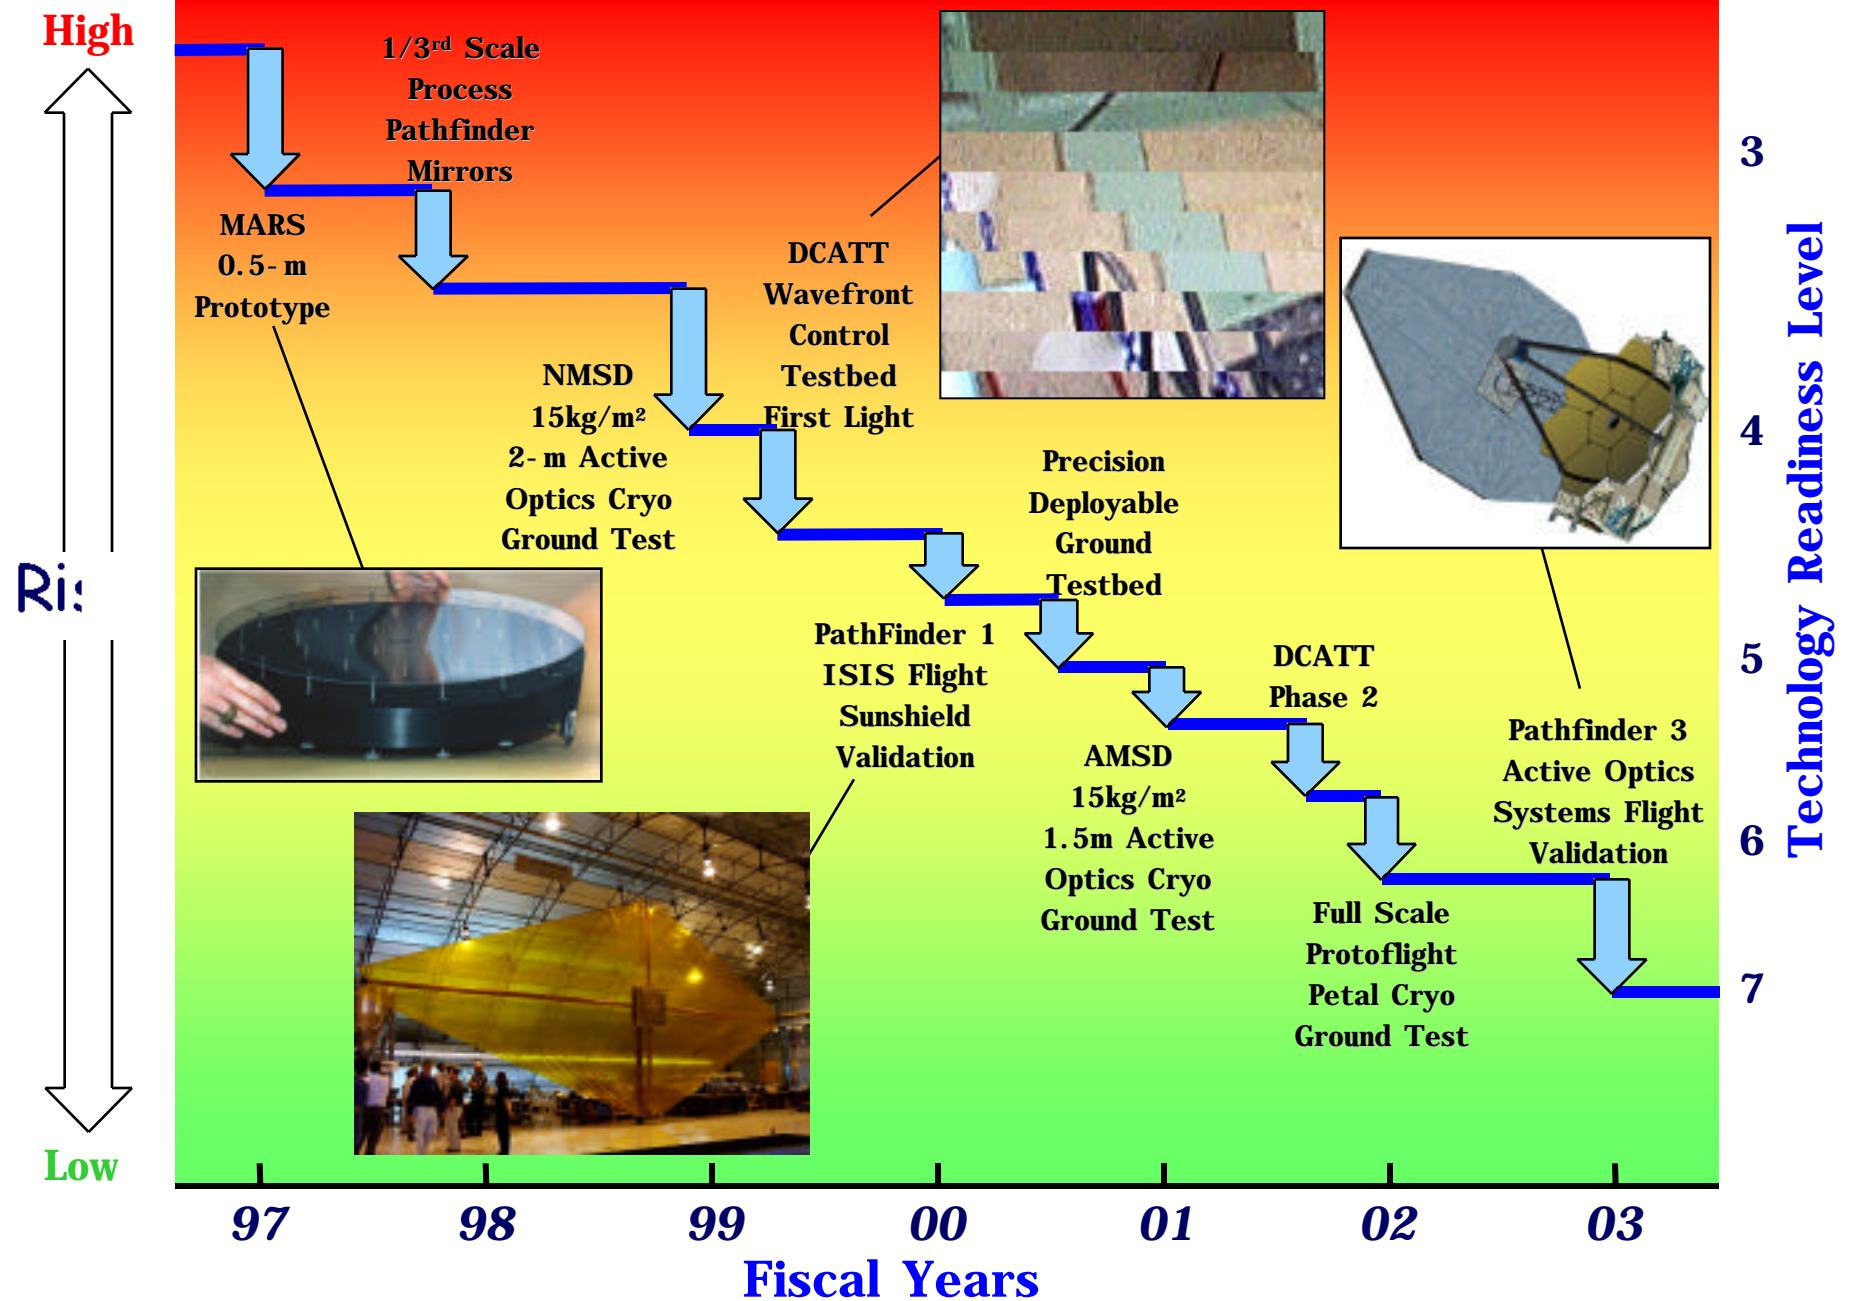 High
1/3rd Scale
Process
Pathfinder
Mirrors
MARS
0.5-m
Prototype
DCATT
Wavefront
Control
Testbed
First Light
NMSD
15kg/m²
2-m Active
Optics Cryo
Ground Test
Precision
Deployable
Ground
Testbed
PathFinder 1
ISIS Flight
Sunshield
Validation
AMSD
15kg/m²
1.5m Active
Optics Cryo
Ground Test
DCATT
Phase 2
Full Scale
Protoflight
Petal Cryo
Ground Test
Pathfinder 3
Active Optics
Systems Flight
Validation
3
4
5
6
7
Technology Readiness Level
Low
97 98 99 00 01 02 03
Fiscal Years